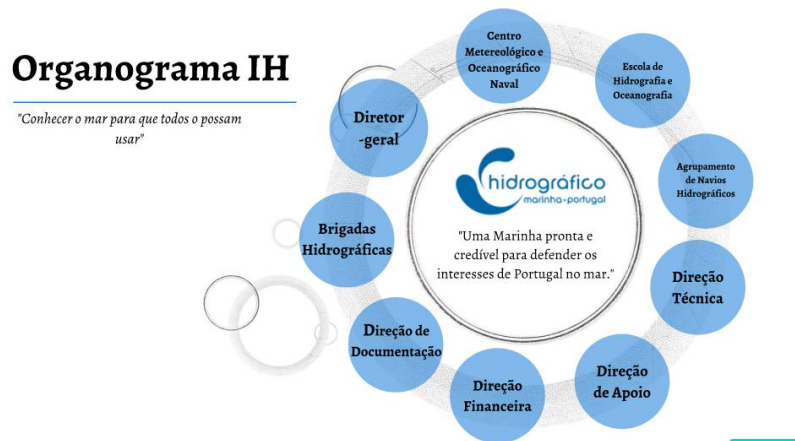 Organograma IH
"Conhecer o mar para que todos o possam
usar"
Centro
Metereológico e
Oceanográfico
Naval
Escola de
Hidrografia e
Oceanografia
Agrupamento
de Navios
Hidrográficos
Direção
Técnica
Direção
de Apoio
Direção
Financeira
Direção de
Documentação
Brigadas
Hidrográficas
Diretor
-geral
hidrográfico
marinha-portugal
"Uma Marinha pronta e
credível para defender os
interesses de Portugal no mar."